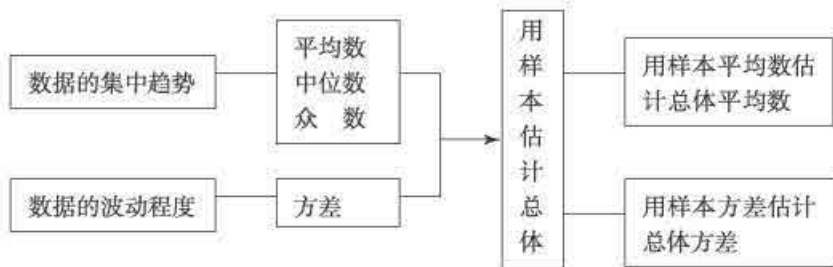 数据的集中趋势
平均数
中位数
众 数
数据的波动程度
方差
用
样
本
估
计
总
体
用样本平均数估
计总体平均数
用样本方差估计
总体方差